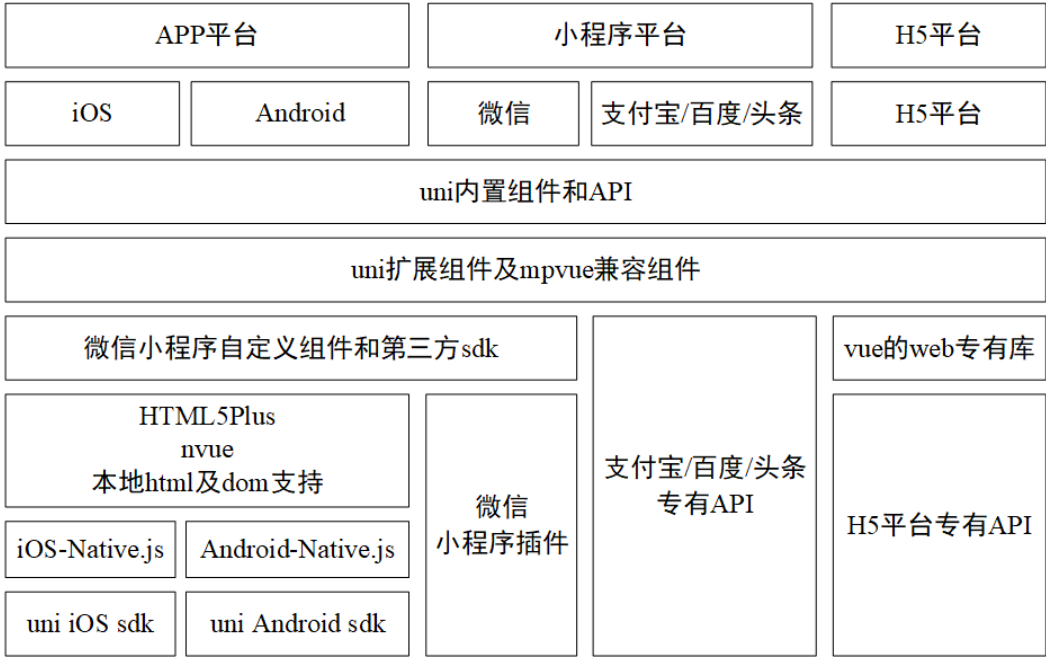 APP平台
小程序平台
H5平台
iOS
Android
微信
支付宝/百度/头条
H5平台
uni内置组件和API
uni扩展组件及mpvue兼容组件
微信小程序自定义组件和第三方sdk
vue的web专有库
HTML5Plus
nvue
本地html及dom支持
支付宝/百度/头条
专有API
微信
小程序插件
H5平台专有API
iOS-Native.js
Android-Native.js
uni iOS sdk
uni Android sdk